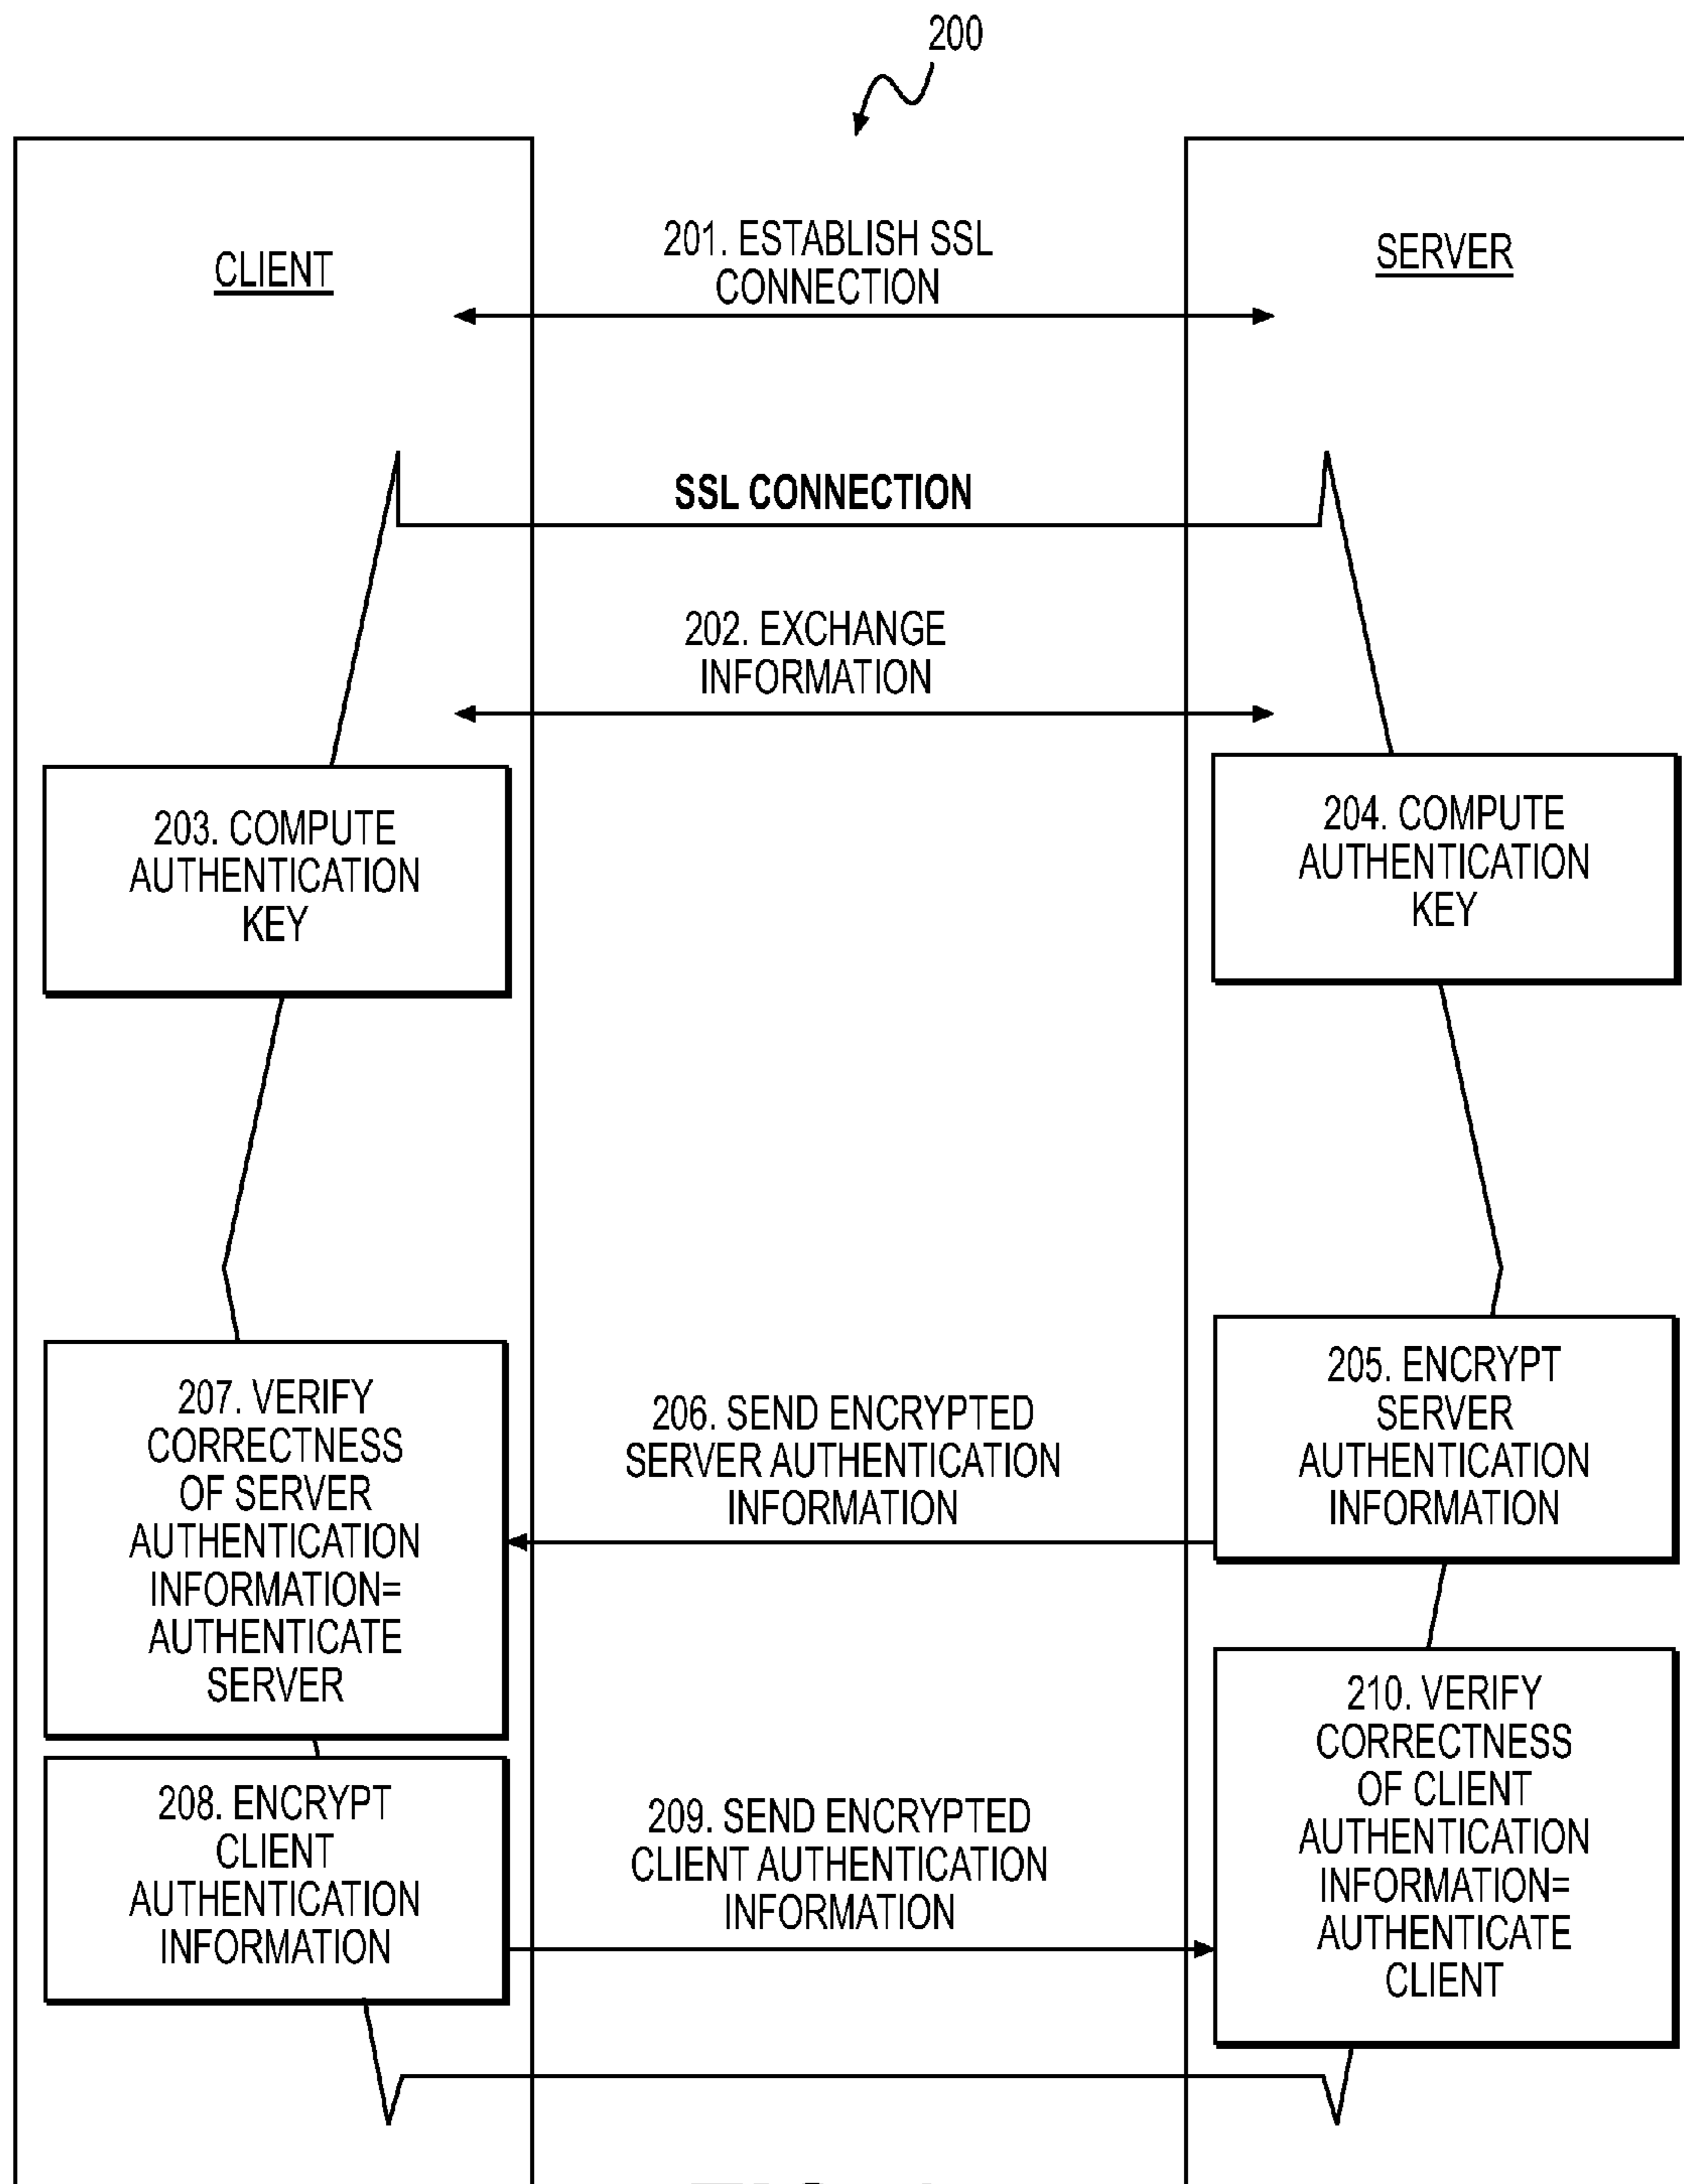 200
CLIENT
SERVER
201. ESTABLISH SSL
CONNECTION
SSL CONNECTION
202. EXCHANGE
INFORMATION
203. COMPUTE
AUTHENTICATION
KEY
204. COMPUTE
AUTHENTICATION
KEY
205. ENCRYPT
SERVER
AUTHENTICATION
INFORMATION
206. SEND ENCRYPTED
SERVER AUTHENTICATION
INFORMATION
207. VERIFY
CORRECTNESS
OF SERVER
AUTHENTICATION
INFORMATION=
AUTHENTICATE
SERVER
208. ENCRYPT
CLIENT
AUTHENTICATION
INFORMATION
209. SEND ENCRYPTED
CLIENT AUTHENTICATION
INFORMATION
210. VERIFY
CORRECTNESS
OF CLIENT
AUTHENTICATION
INFORMATION=
AUTHENTICATE
CLIENT